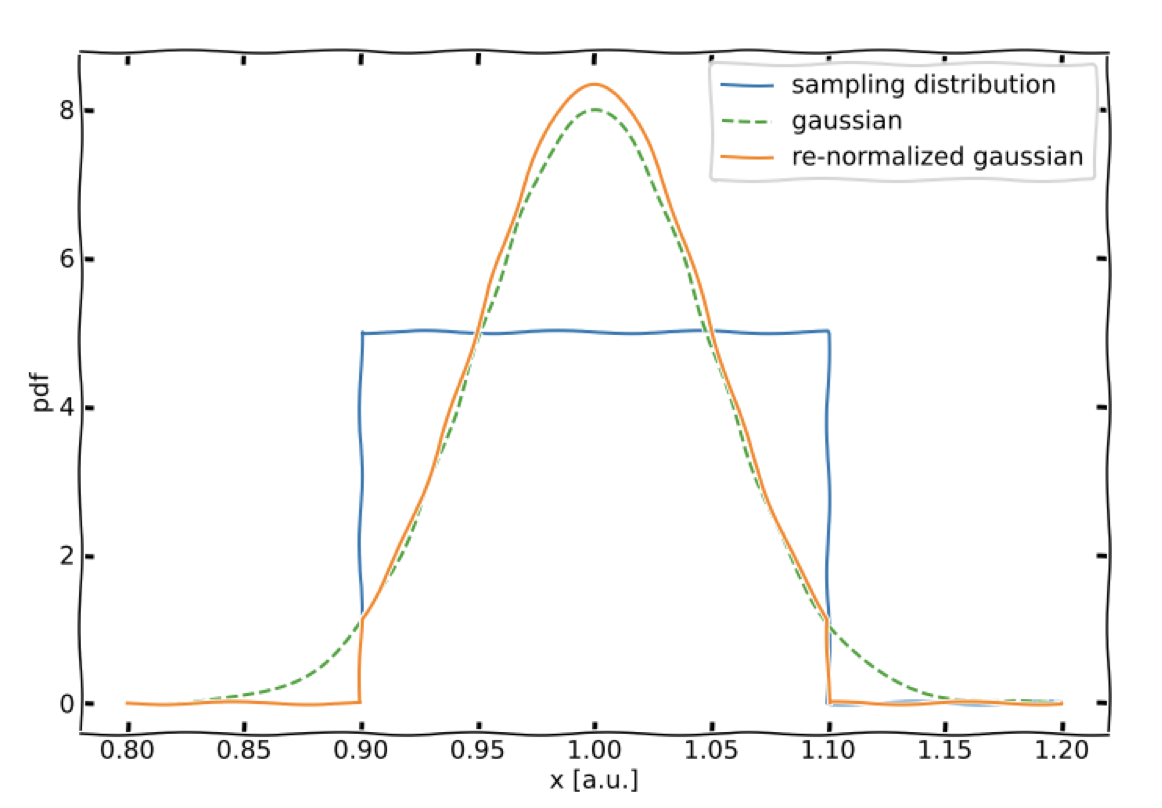 sampling distribution
gaussian
re-normalized gaussian
8
6
4
2
0
pdf
0.80 0.85 0.90 0.95 1.00 1.05 1.10 1.15 1.20
x [a.u.]